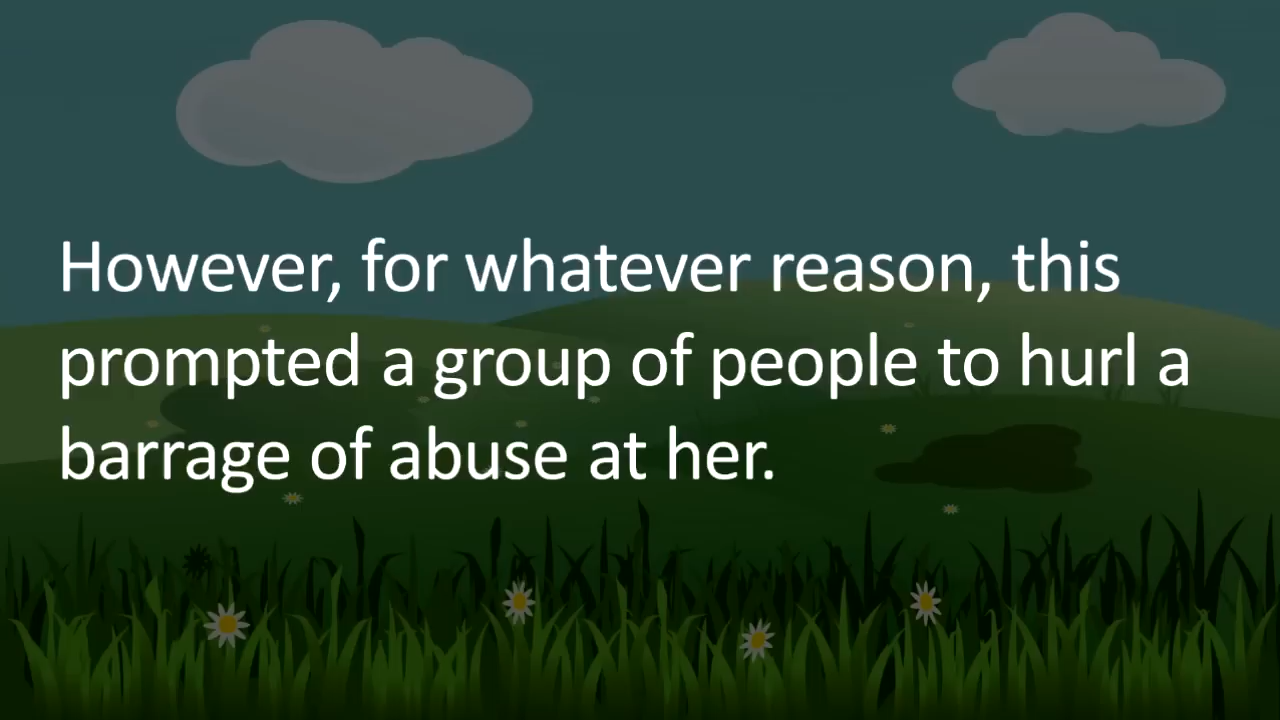 However, for whatever reason, this
prompted a group of people to hurl a
barrage of abuse at her.